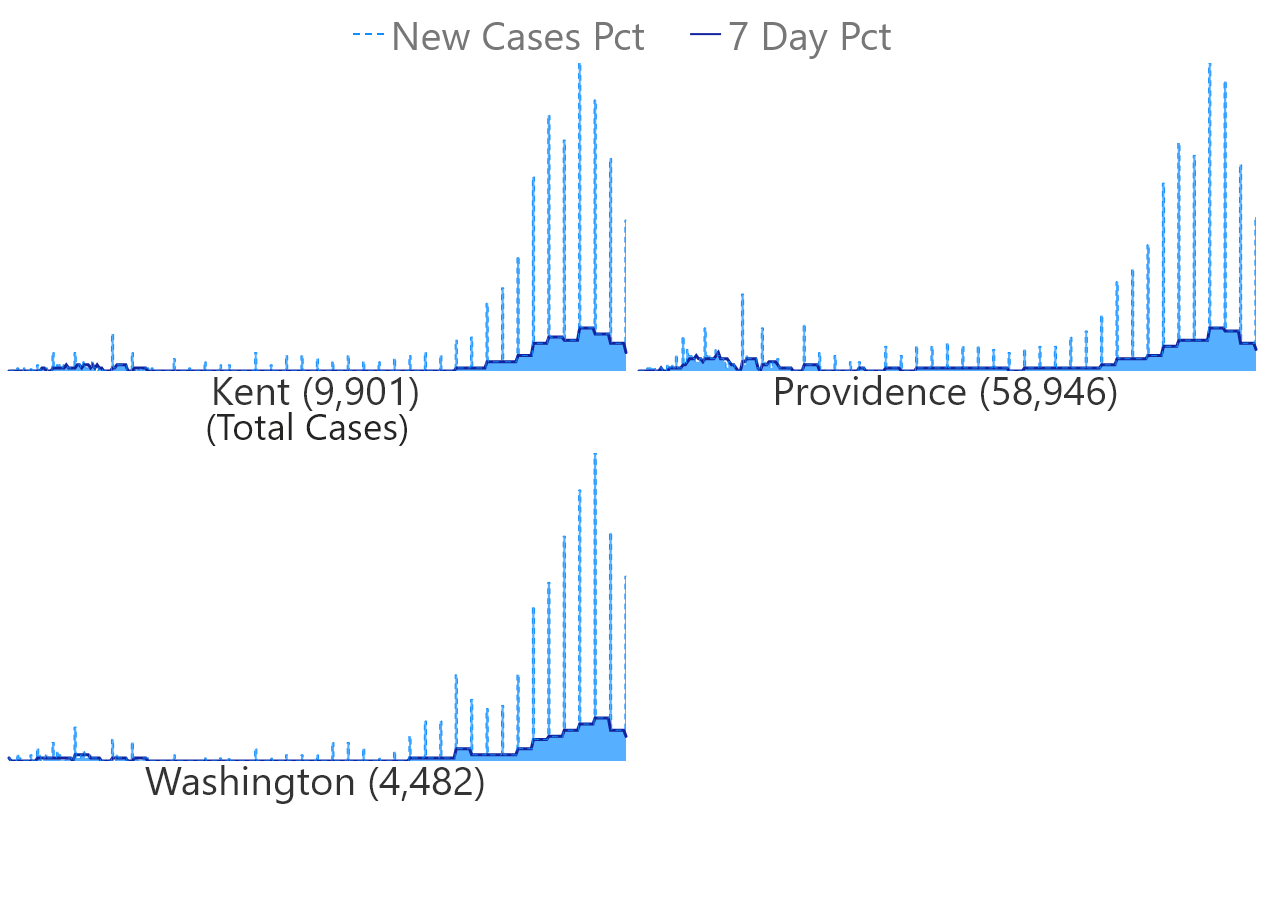 New Cases Pct 7 Day Pct
Kent (9,901) Providence (58,946)
(Total Cases)
Washington (4,482)